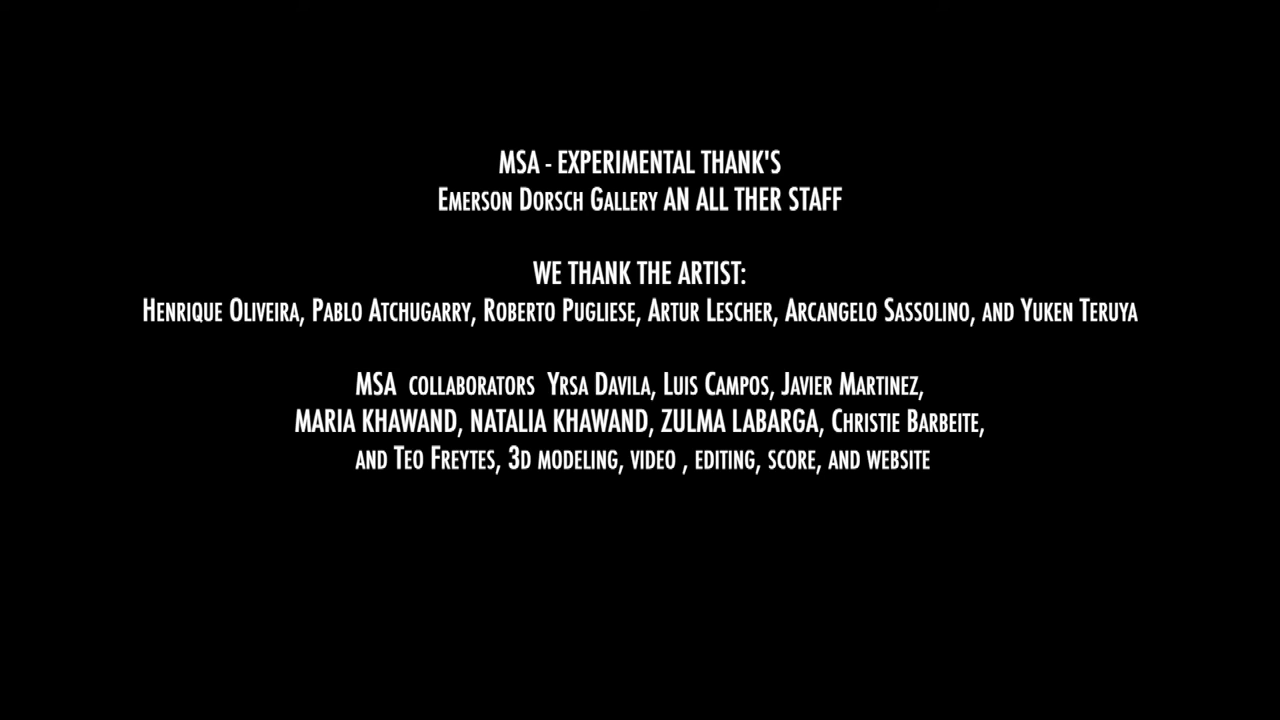 MSA - EXPERIMENTAL THANK'S
Emerson Dorsch Gallery AN ALL THER STAFF
WE THANK THE ARTIST:
Henrique Oliveira, Pablo Atchugarry, Roberto Pugliese, Artur Lescher, Arcangelo Sassolino, and Yuken Teruya
MSA collaborators Yrsa Davila, Luis Campos, Javier Martinez,
MARIA KHAWAND, NATALIA KHAWAND, ZULMA LABARGA, Christie Barbeite,
and Teo Freytes, 3d modeling, video , editing, score, and website